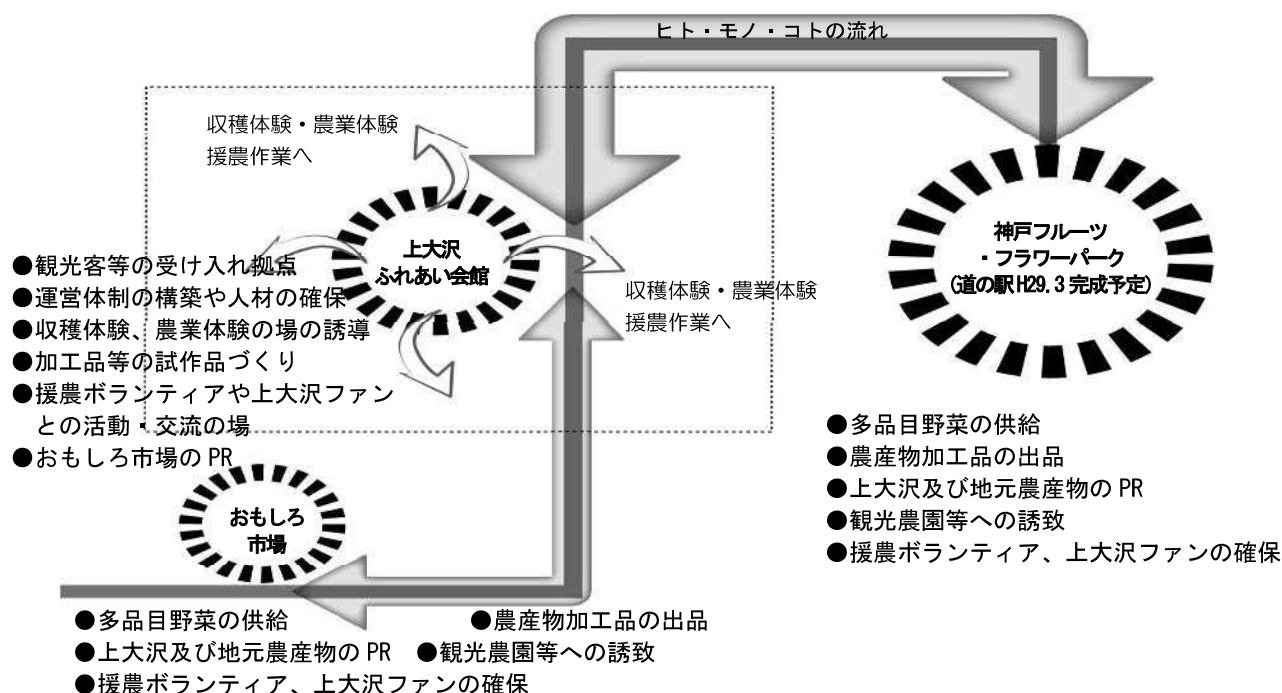 ヒト・モノ・コトの流れ
収穫体験・農業体験
援農作業へ
上大沢
ふれあい会館
神戸フルーツ
・フラワーパーク
(道の駅H29.3完成予定)
●観光客等の受け入れ拠点
●運営体制の構築や人材の確保
●収穫体験、農業体験の場の誘導
●加工品等の試作品づくり
●援農ボランティアや上大沢ファン
との活動・交流の場
●おもしろ市場の PR
収穫体験・農業体験
援農作業へ
●多品目野菜の供給
●農産物加工品の出品
●上大沢及び地元農産物の PR
●観光農園等への誘致
●援農ボランティア、上大沢ファンの確保
おもしろ
市場
●多品目野菜の供給 ●農産物加工品の出品
●上大沢及び地元農産物の PR ●観光農園等への誘致
●援農ボランティア、上大沢ファンの確保